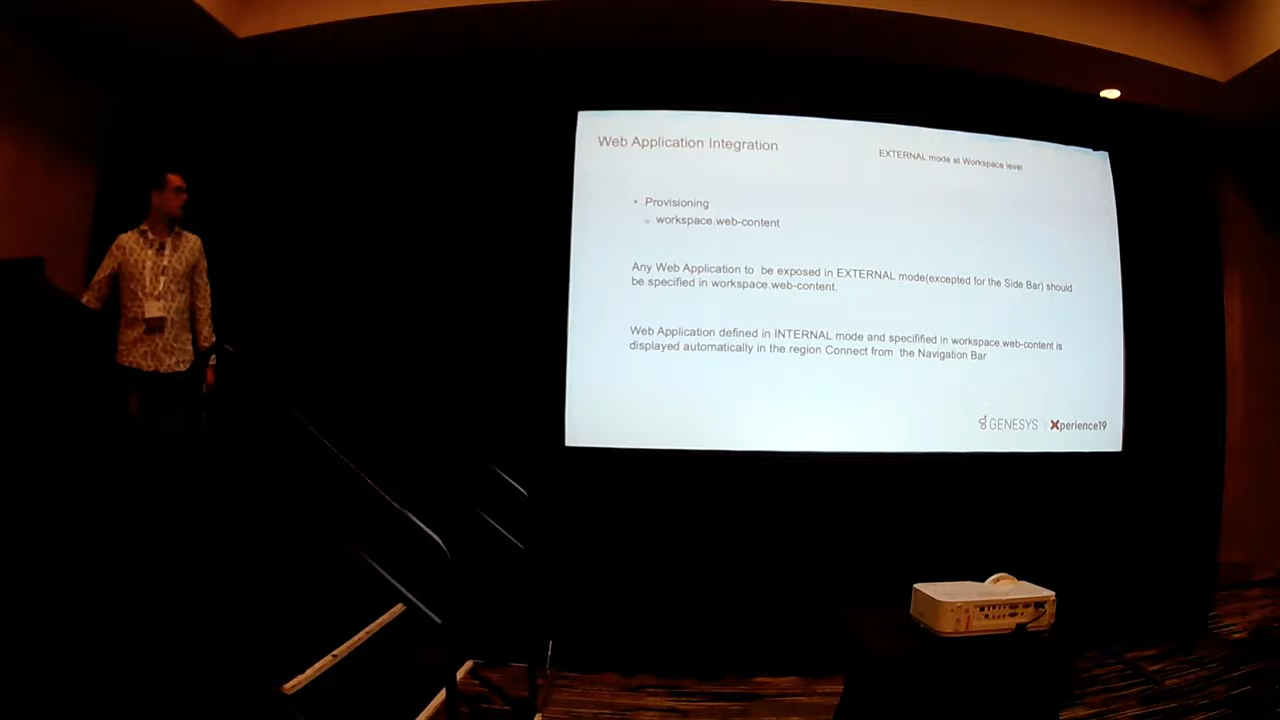 Web Application Integration
EXTERNAL mode at Workspace level
• Provisioning
workspace.web-content
Any Web Application to be exposed in EXTERNAL mode(excepted for the Side Bar) should
be specified in workspace.web-content.
Web Application defined in INTERNAL mode and specifified in workspace.web-content is
displayed automatically in the region Connect from the Navigation Bar
GENESYS | Xperience19